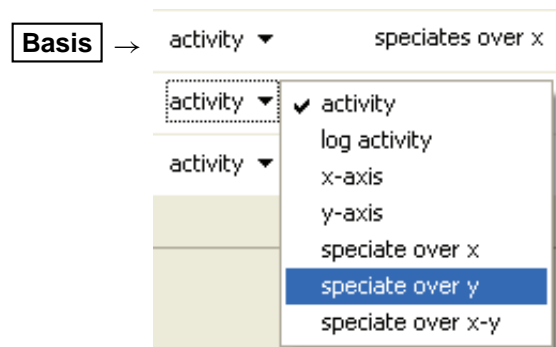 Basis → activity ▼ speciates over x
activity ▼
✔ activity
log activity
activity ▼
x-axis
y-axis
speciate over x
speciate over y
speciate over x-y